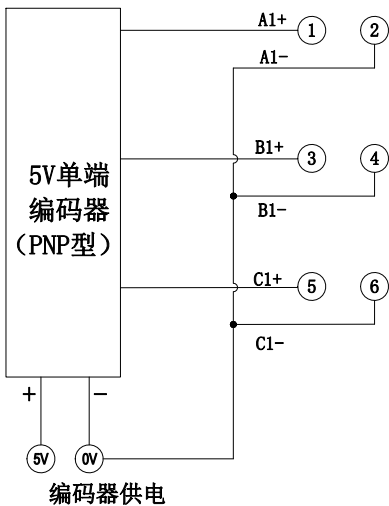 A1+ 1 2
A1-
B1+ 3 4
5V单端
编码器
(PNP型)
B1-
C1+ 5 6
C1-
+ -
5V 0V
编码器供电